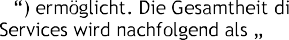 “) ermöglicht. Die Gesamtheit di
Services wird nachfolgend als „